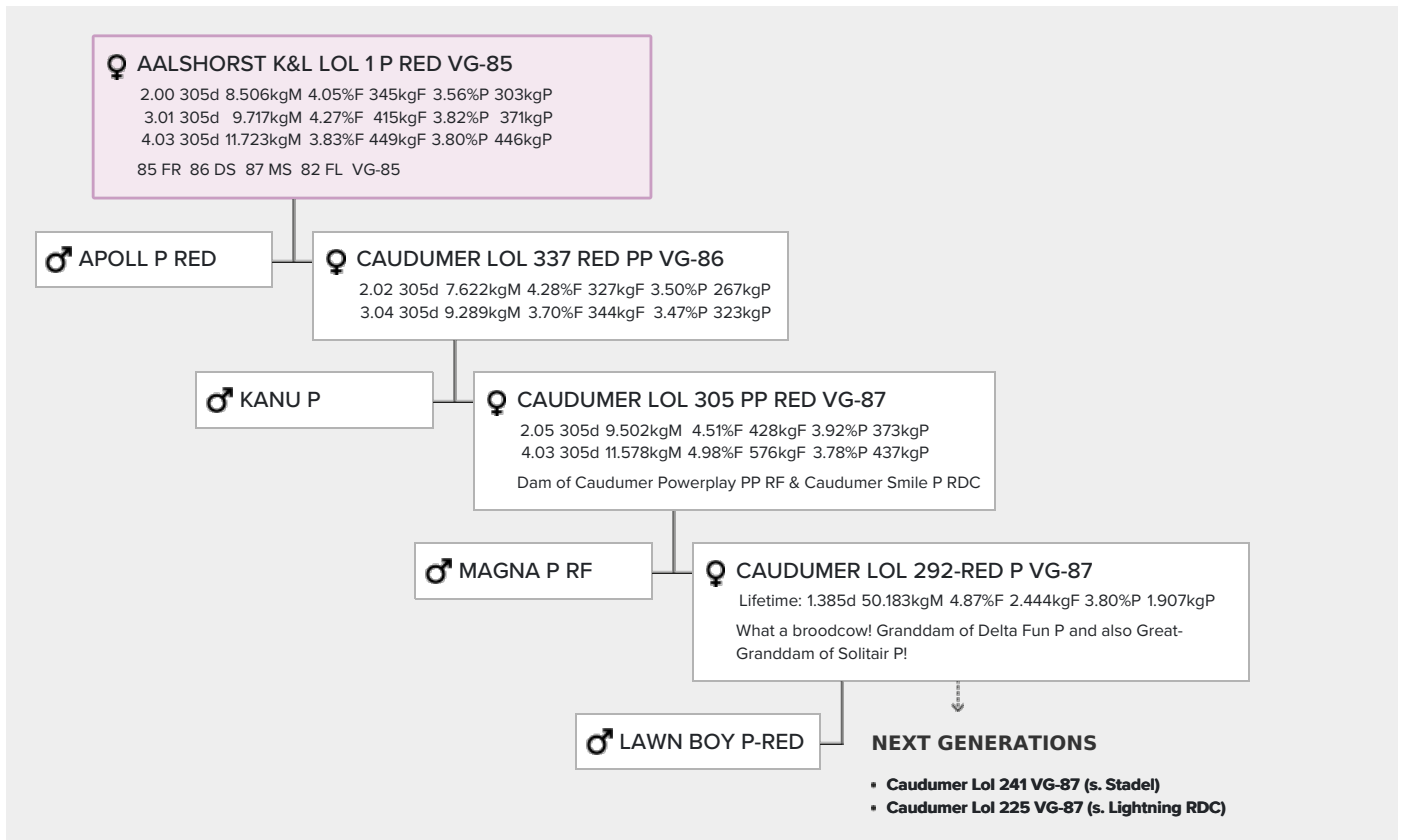 AALSHORST K&L LOL 1 P RED VG-85
2.00 305d 8.506kgM 4.05%F 345kgF 3.56%P 303kgP
3.01 305d 9.717kgM 4.27%F 415kgF 3.82%P 371kgP
4.03 305d 11.723kgM 3.83%F 449kgF 3.80%P 446kgP
85 FR 86 DS 87 MS 82 FL VG-85
APOLL P RED
CAUDUMER LOL 337 RED PP VG-86
2.02 305d 7.622kgM 4.28%F 327kgF 3.50%P 267kgP
3.04 305d 9.289kgM 3.70%F 344kgF 3.47%P 323kgP
KANU P
CAUDUMER LOL 305 PP RED VG-87
2.05 305d 9.502kgM 4.51%F 428kgF 3.92%P 373kgP
4.03 305d 11.578kgM 4.98%F 576kgF 3.78%P 437kgP
Dam of Caudumer Powerplay PP RF & Caudumer Smile P RDC
MAGNA P RF
CAUDUMER LOL 292-RED P VG-87
Lifetime: 1.385d 50.183kgM 4.87%F 2.444kgF 3.80%P 1.907kgP
What a broodcow! Granddam of Delta Fun P and also Great-
Granddam of Solitair P!
LAWN BOY P-RED
NEXT GENERATIONS
• Caudumer Lol 241 VG-87 (s. Stadel)
• Caudumer Lol 225 VG-87 (s. Lightning RDC)